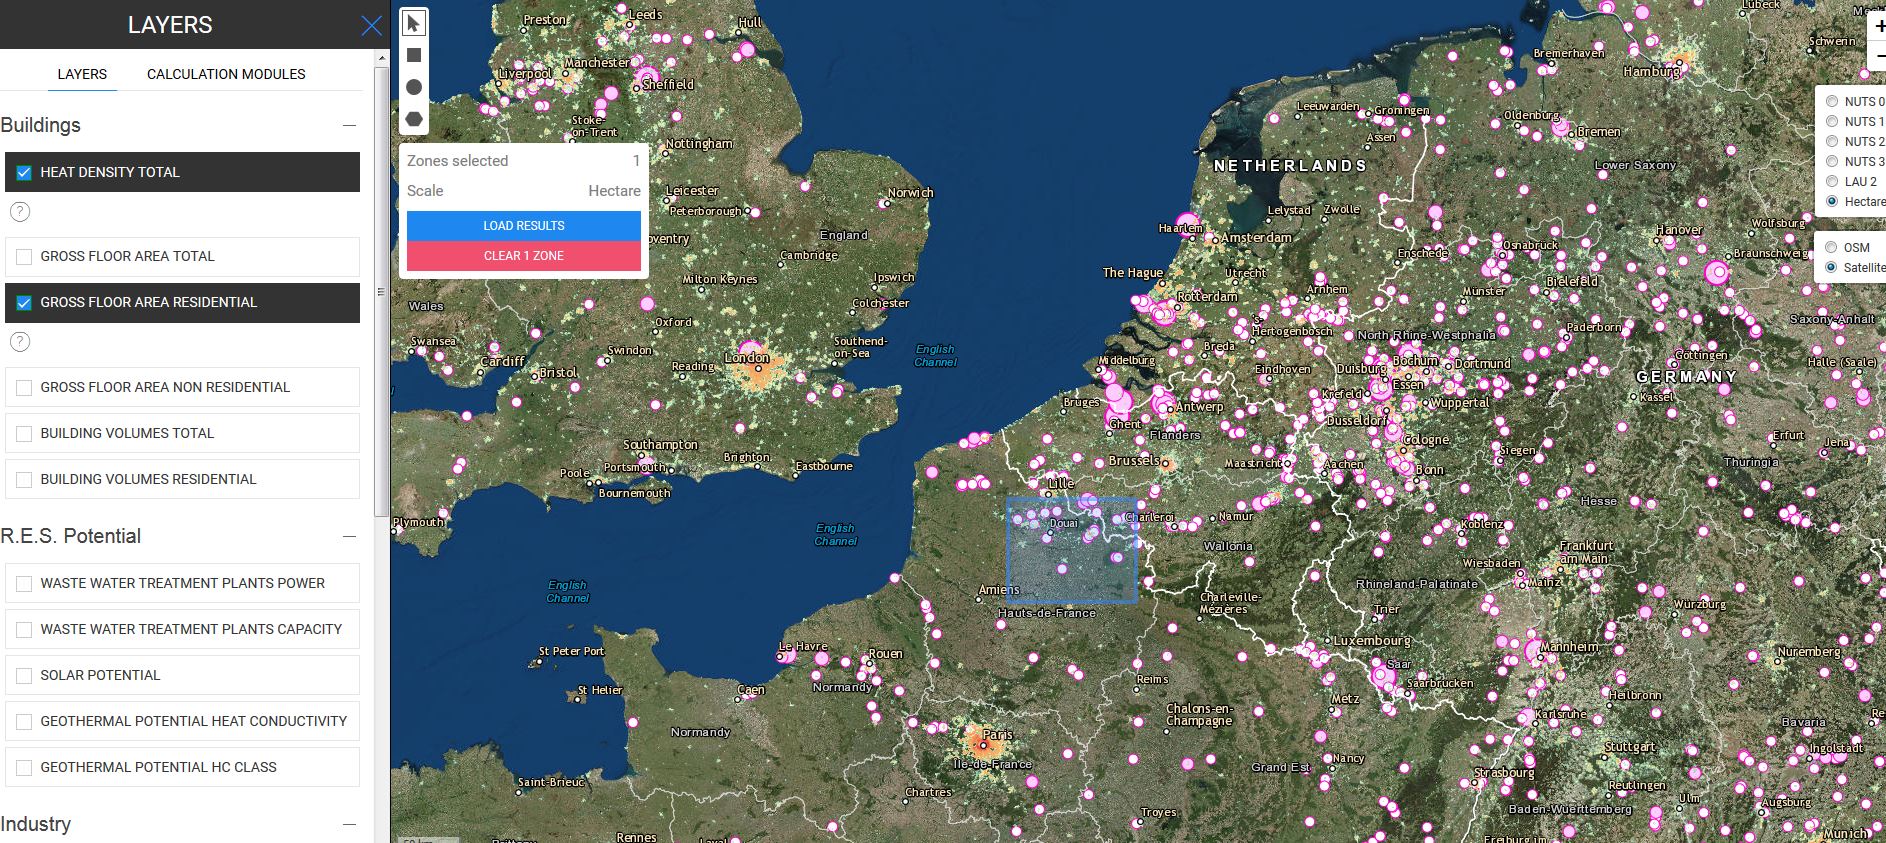 LAYERS
LAYERS
CALCULATION MODULES
Buildings
HEAT DENSITY TOTAL
?
GROSS FLOOR AREA TOTAL
GROSS FLOOR AREA RESIDENTIAL
?
GROSS FLOOR AREA NON RESIDENTIAL
BUILDING VOLUMES TOTAL
BUILDING VOLUMES RESIDENTIAL
R.E.S. Potential
WASTE WATER TREATMENT PLANTS POWER
WASTE WATER TREATMENT PLANTS CAPACITY
SOLAR POTENTIAL
GEOTHERMAL POTENTIAL HEAT CONDUCTIVITY
GEOTHERMAL POTENTIAL HC CLASS
Industry
Zones selected 1
Scale Hectare
LOAD RESULTS
CLEAR 1 ZONE
NUTS 0
NUTS 1
NUTS 2
NUTS 3
LAU 2
Hectare
OSM
Satellite
Preston
Leeds
Hull
Manchester
Liverpool
Sheffield
Stoke-
on-Trent
Nottingham
Leicester
Peterborough
Norwich
oventry
England
Cambridge
Milton Keynes
Ipswich
Colchester
Wales
Oxford
Swansea
Cardiff
Swindon
Bristol
Reading
London
Southend-
on-Sea
Southampton
Portsmouth
Poole
Bournemouth
Brighton
Eastbourne
Plymouth
English
Channel
English
Channel
English
Channel
St Peter Port
St Helier
Le Havre
Rouen
Caen
Normandy
Normandy
Saint-Brieuc
Rennes
Laval
Chartres
Paris
Ile-de-France
Troyes
Amiens
Hauts-de-France
Reims
Chalons-en-
Champagne
Charleville-
Mézières
Lille
Douai
Charleroi
Namur
Wallonia
Brussels
Flanders
Ghent
Bruges
Antwerp
Middelburg
Maastricht
Breda
Eindhoven
's-
Hertogenbosch
Rotterdam
The Hague
Utrecht
Arnhem
Amsterdam
Haarlem
Lelystad
Zwolle
NETHERLANDS
Leeuwarden
Groningen
Assen
Enschede
Bremerhaven
Hamburg
Lubeck
Schwerin
Oldenburg
Bremen
Lower Saxony
Wolfsburg
Hanover
Braunschweig
Osnabruck
Bielefeld
Münster
Paderborn
North Rhine-Westphalia
Saxony-Anhalt
Göttingen
Halle (Saale)
GERMANY
Kassel
Bochum
Dortmund
Duisburg
Essen
Krefeld
Wuppertal
Dusseldorf
Cologne
Aachen
Bonn
Siegen
Erfurt
Jena
Thuringia
Hesse
Koblenz
Frankfurt
am Main
Wiesbaden
Mainz
Rhineland-Palatinate
Trier
Würzburg
Luxembourg
Saar
Saarbrucken
Mannheim
Nuremberg
Heilbronn
Metz
Karlsruhe
Bavaria
Ingolstadt
Stuttgart
Nancy
Grand Est
Strasbourg
Reutlingen
Baden-Wuerttemberg
Ulm
Augsburg
Munich
Freiburg im